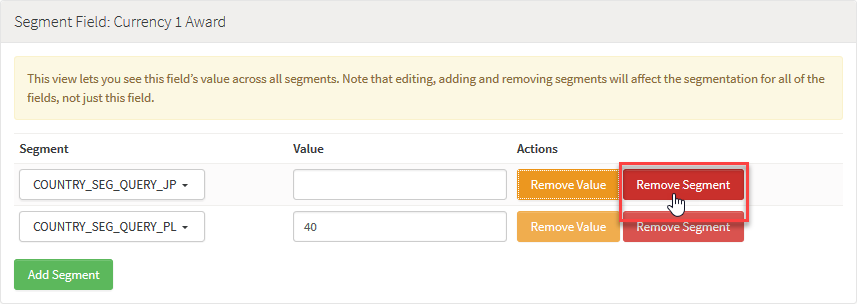 Segment Field: Currency 1 Award
This view lets you see this field's value across all segments. Note that editing, adding and removing segments will affect the segmentation for all of the
fields, not just this field.
Segment Value Actions
COUNTRY_SEG_QUERY_JP Remove Value Remove Segment
COUNTRY_SEG_QUERY_PL 40 Remove Value Remove Segment
Add Segment